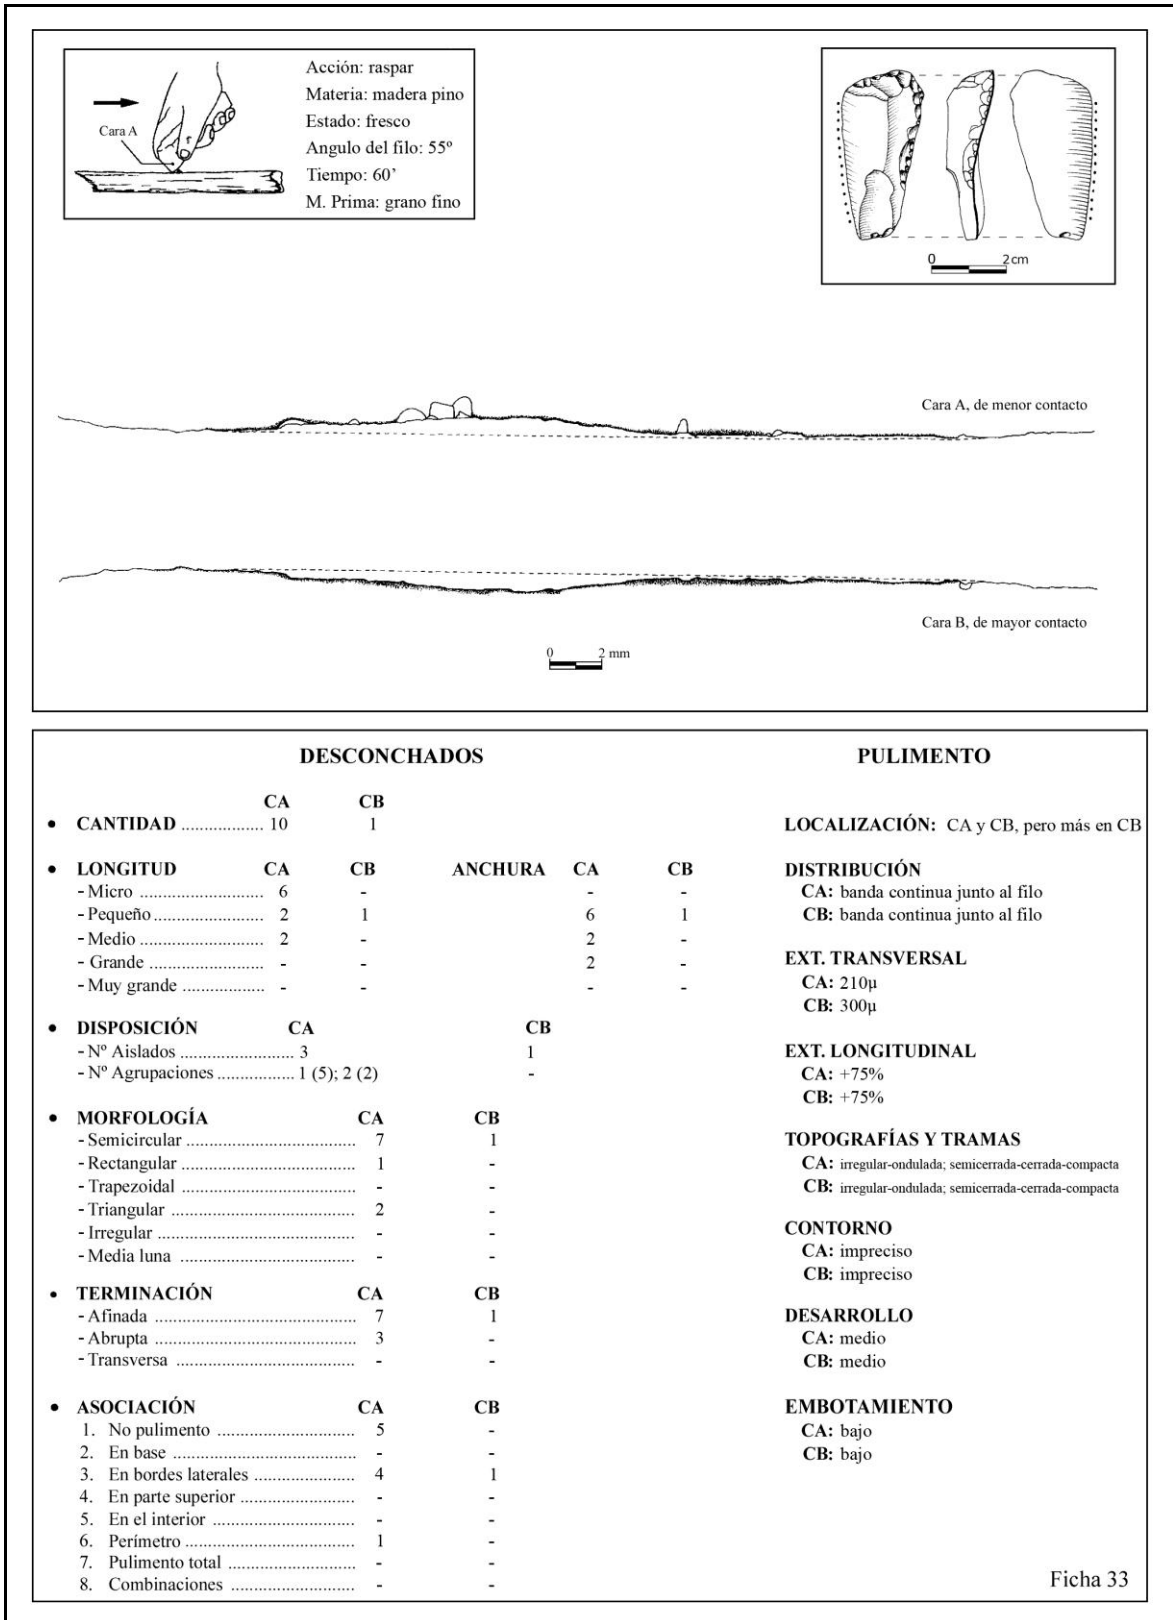 Acción: raspar
Materia: madera pino
Estado: fresco
Angulo del filo: 55º
Tiempo: 60’
M. Prima: grano fino
Cara A
0 2cm
Cara A, de menor contacto
Cara B, de mayor contacto
0 2 mm
DESCONCHADOS
CA CB
• CANTIDAD .................. 10 1
• LONGITUD CA CB ANCHURA CA CB
- Micro ......................... 6 - - -
- Pequeño......................... 2 1 6 1
- Medio ............................ 2 - 2 -
- Grande .......................... - - 2 -
- Muy grande .................. - - - -
• DISPOSICIÓN CA CB
- Nº Aislados .......................... 3 1
- Nº Agrupaciones .................. 1 (5); 2 (2) -
• MORFOLOGÍA CA CB
- Semicircular ....................................... 7 1
- Rectangular ........................................ 1 -
- Trapezoidal ........................................ - -
- Triangular .......................................... 2 -
- Irregular ............................................. - -
- Media luna ........................................ - -
• TERMINACIÓN CA CB
- Afinada .............................................. 7 1
- Abrupta .............................................. 3 -
- Transversa ......................................... - -
• ASOCIACIÓN CA CB
1. No pulimento ............................... 5 -
2. En base .......................................... - -
3. En bordes laterales ....................... 4 1
4. En parte superior .......................... - -
5. En el interior ................................ - -
6. Perímetro ....................................... 1 -
7. Pulimento total ............................. - -
8. Combinaciones ............................ - -
PULIMENTO
LOCALIZACIÓN: CA y CB, pero más en CB
DISTRIBUCIÓN
CA: banda continua junto al filo
CB: banda continua junto al filo
EXT. TRANSVERSAL
CA: 210µ
CB: 300µ
EXT. LONGITUDINAL
CA: +75%
CB: +75%
TOPOGRAFÍAS Y TRAMAS
CA: irregular-ondulada; semicerrada-cerrada-compacta
CB: irregular-ondulada; semicerrada-cerrada-compacta
CONTORNO
CA: impreciso
CB: impreciso
DESARROLLO
CA: medio
CB: medio
EMBOTAMIENTO
CA: bajo
CB: bajo
Ficha 33